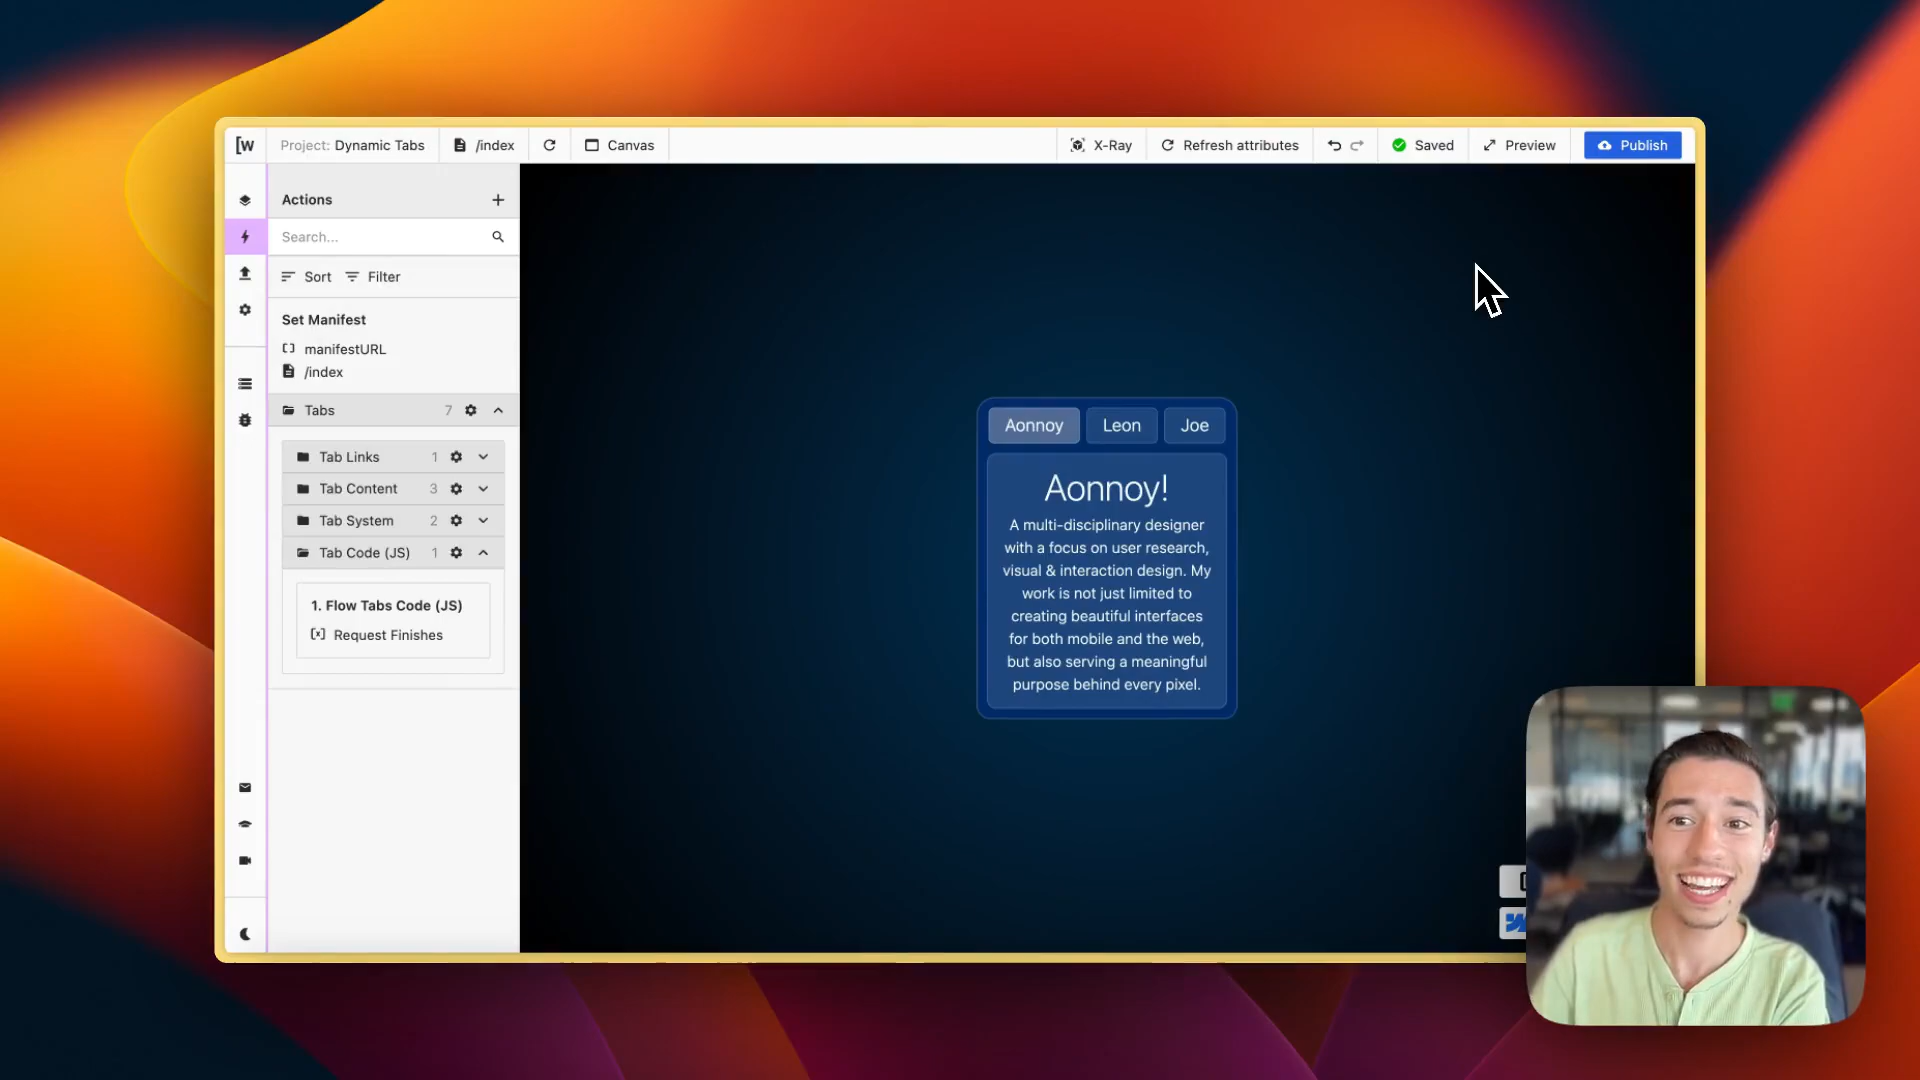 [w
Project: Dynamic Tabs
/index
Canvas
X-Ray
Refresh attributes
Saved
Preview
Publish
Actions
Search...
Sort
Filter
Set Manifest
manifestURL
/index
Tabs 7
Tab Links 1
Tab Content 3
Tab System 2
Tab Code (JS) 1
1. Flow Tabs Code (JS)
Request Finishes
Aonnoy
Leon
Joe
Aonnoy!
A multi-disciplinary designer
with a focus on user research,
visual & interaction design. My
work is not just limited to
creating beautiful interfaces
for both mobile and the web,
but also serving a meaningful
purpose behind every pixel.